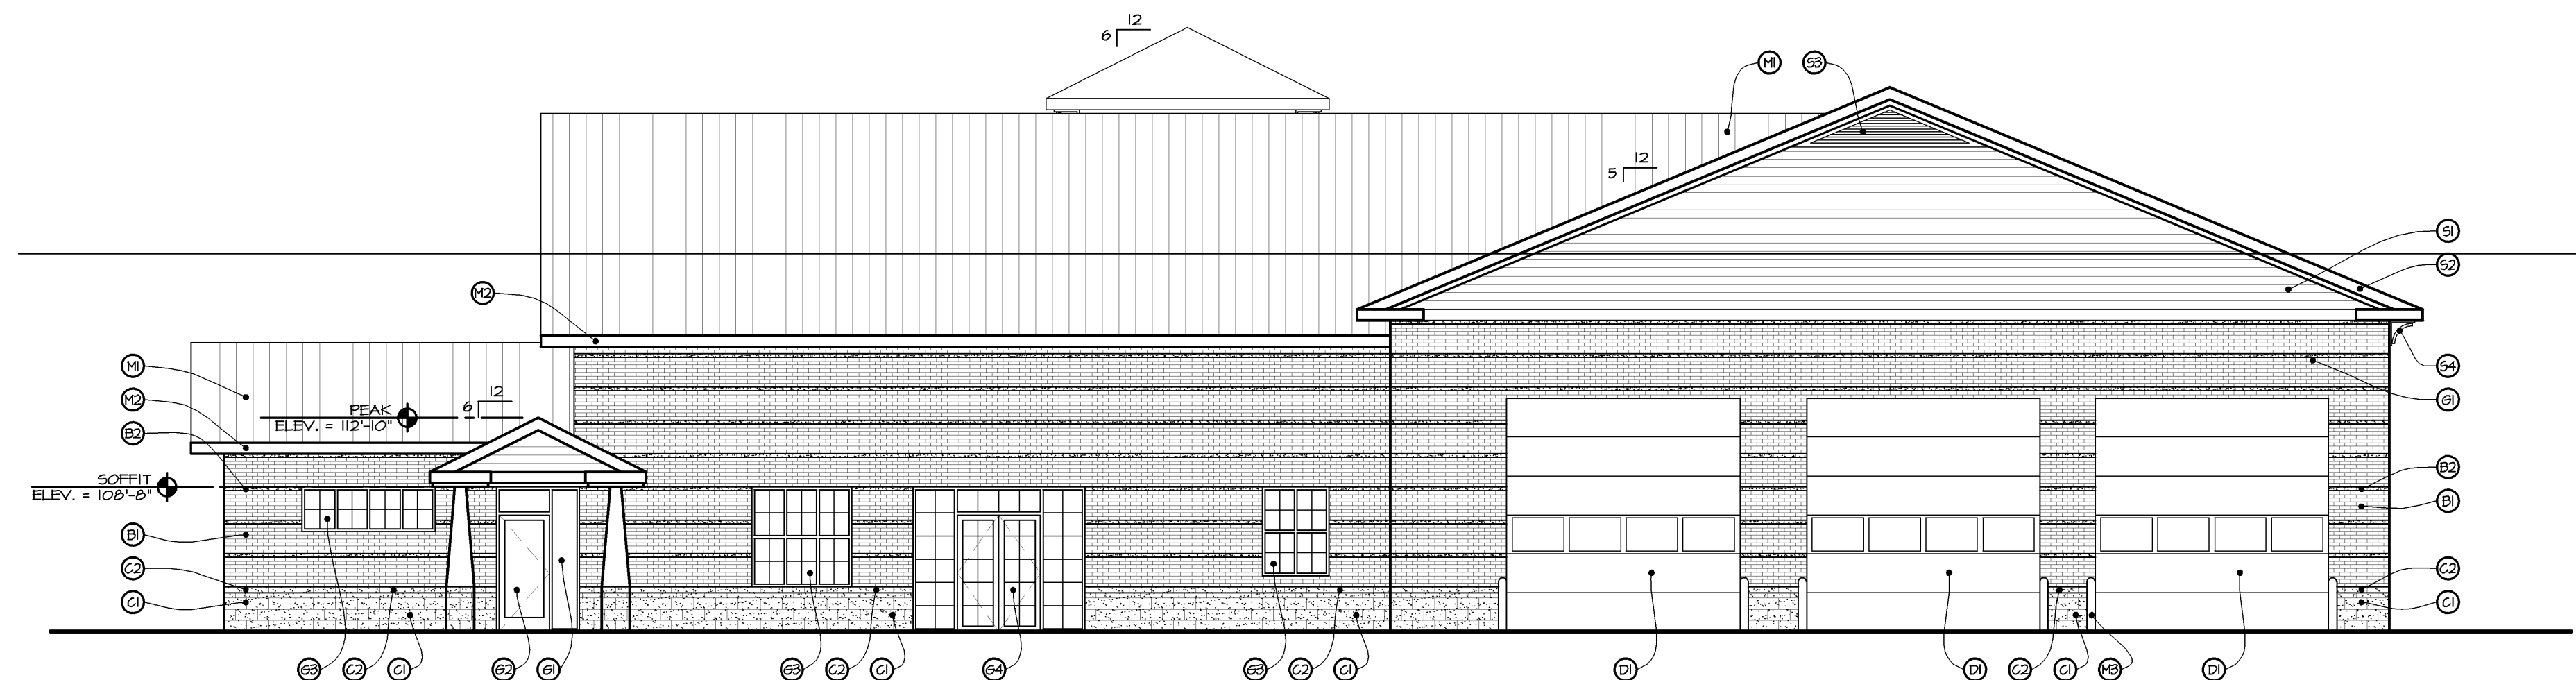 12
6
M1 S3
12
5
S1
S2
M2
M1
S4
12
6
M2
G1
PEAK
ELEV. = 112'-10"
B2
B2
SOFFIT
ELEV. = 108'-8"
B1
B1
C2
C2
C1
C1
G3 C2 C1 G2 G1 G3 C2 C1 G4 G3 C2 C1 D1 D1 C2 C1 M3 D1